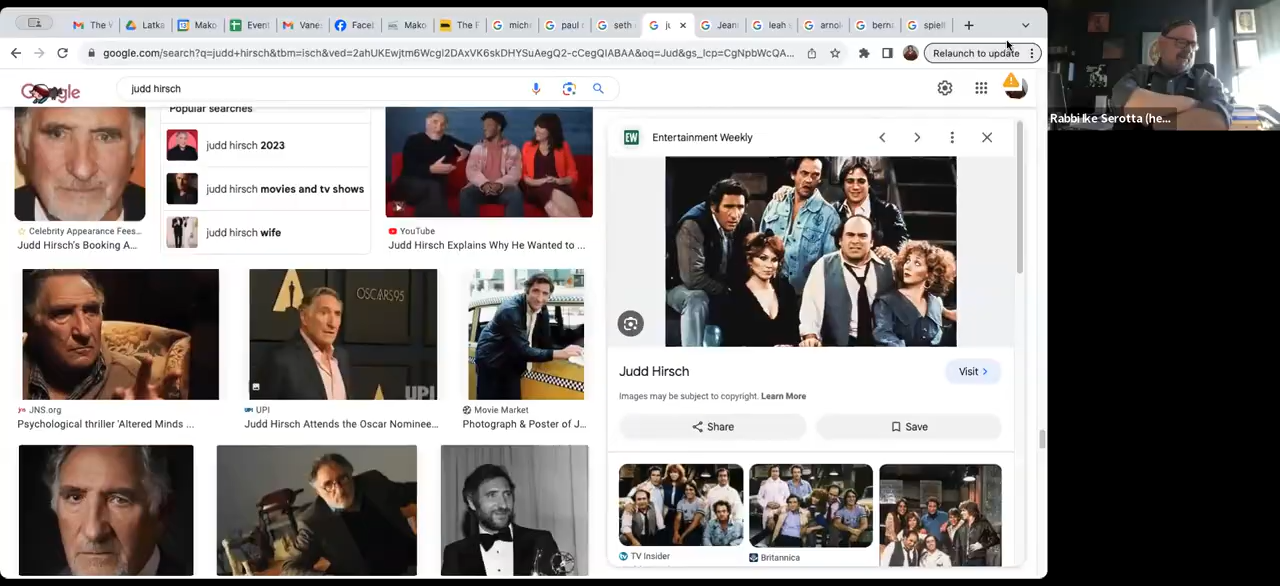 The V
Latka
Mako
Event
Vane:
Facel
Mako
The F
mich
paul
seth
ju
Jean
leah
arno
bern
spiel
google.com/search?q=judd+hirsch&tbm=isch&ved=2ahUKEwjtm6Wcgl2DAxVK6skDHYSuAegQ2-cCegQIABAA&oq=Jud&gs_lcp=CgNpbWcQA...
Relaunch to update
Google
judd hirsch
Popular searches
judd hirsch 2023
judd hirsch movies and tv shows
judd hirsch wife
Celebrity Appearance Fees...
Judd Hirsch's Booking A...
YouTube
Judd Hirsch Explains Why He Wanted to ...
OSCARS95
UPI
JNS.org
Psychological thriller 'Altered Minds ...
UPI
Judd Hirsch Attends the Oscar Nominee...
Movie Market
Photograph & Poster of J...
EW
Entertainment Weekly
Judd Hirsch
Visit
Images may be subject to copyright. Learn More
Share
Save
TV Insider
Britannica
Rabbi Ike Serotta (he...